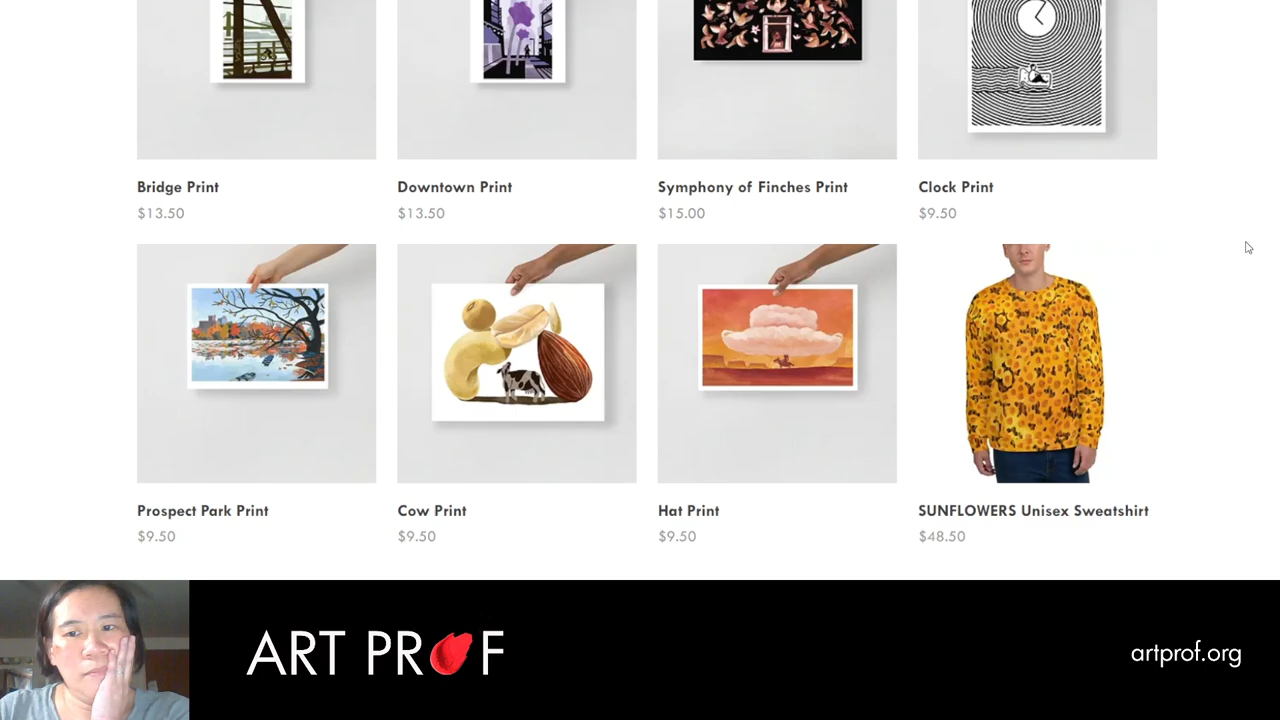 Bridge Print
$13.50
Downtown Print
$13.50
Symphony of Finches Print
$15.00
Clock Print
$9.50
Prospect Park Print
$9.50
Cow Print
$9.50
Hat Print
$9.50
SUNFLOWERS Unisex Sweatshirt
$48.50
ART PROF
artprof.org